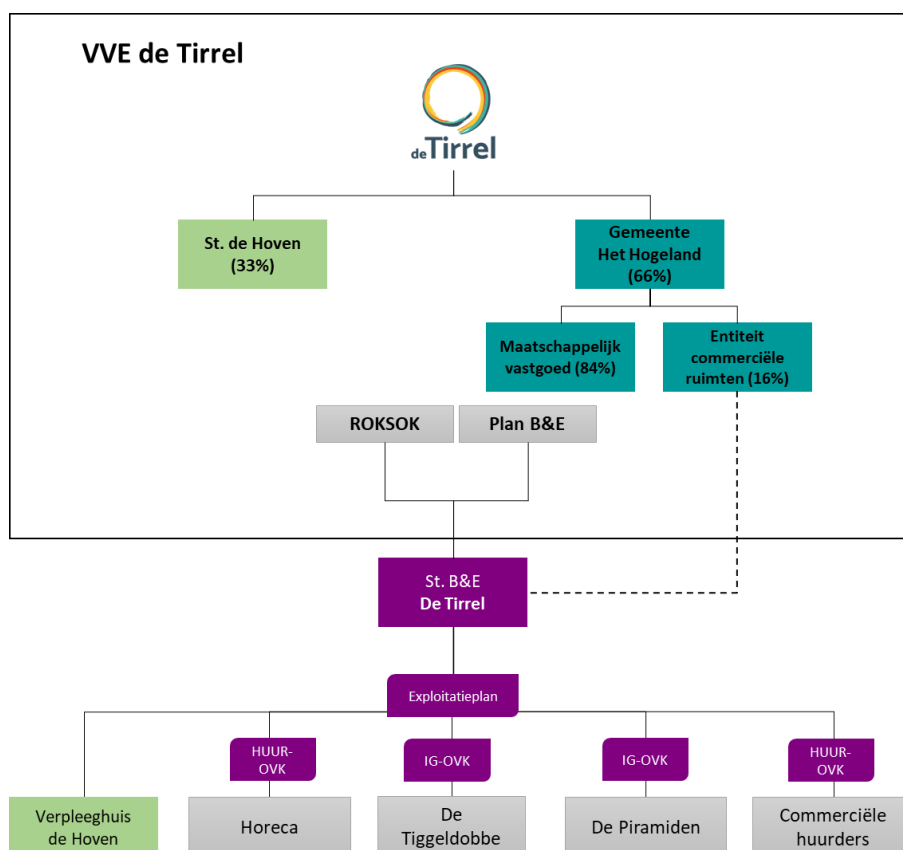 VVE de Tirrel
deTirrel
St. de Hoven
(33%)
Gemeente
Het Hogeland
(66%)
Maatschappelijk
vastgoed (84%)
Entiteit
commerciële
ruimten (16%)
ROKSOK
Plan B&E
St. B&E
De Tirrel
Exploitatieplan
HUUR-
OVK
IG-OVK
IG-OVK
HUUR-
OVK
Verpleeghuis
de Hoven
Horeca
De
Tiggeldobbe
De Piramiden
Commerciële
huurders